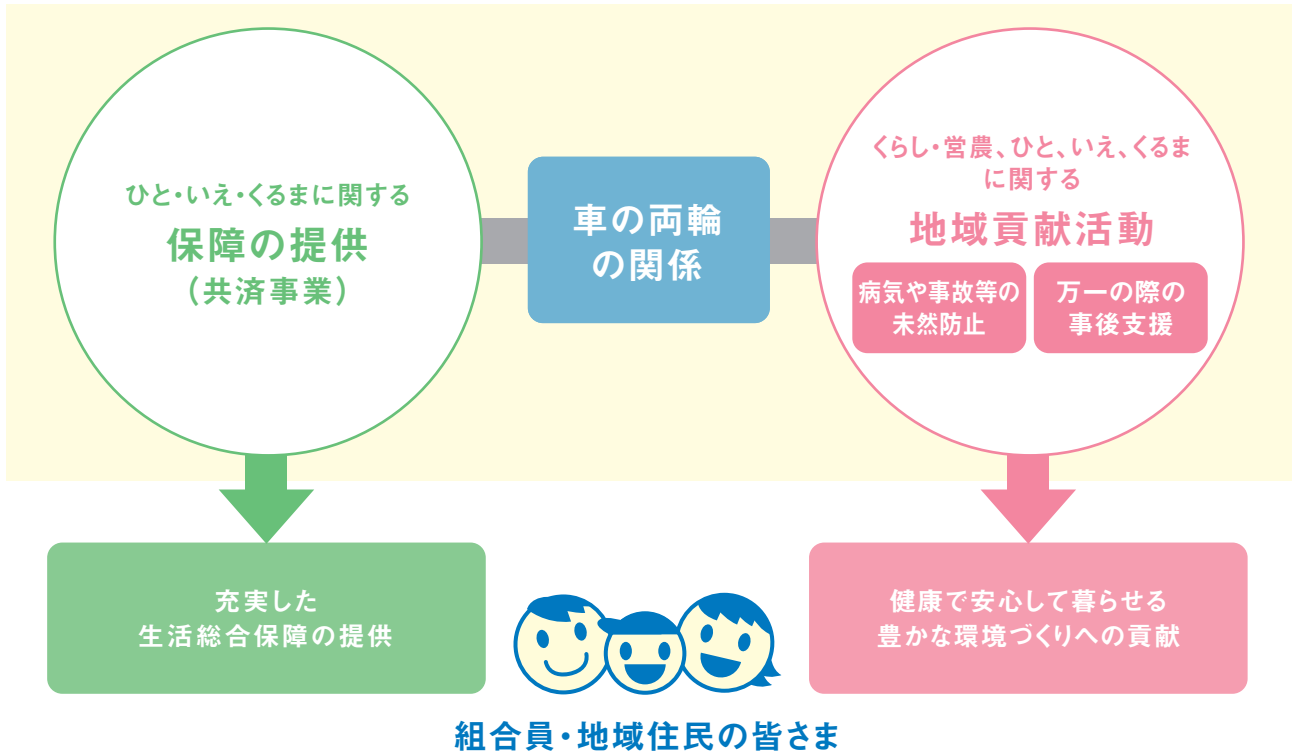 ひと・いえ・くるまに関する
保障の提供
(共済事業)
車の両輪
の関係
くらし・営農、ひと、いえ、くるま
に関する
地域貢献活動
病気や事故等の
未然防止
万一の際の
事後支援
充実した
生活総合保障の提供
健康で安心して暮らせる
豊かな環境づくりへの貢献
組合員・地域住民の皆さま